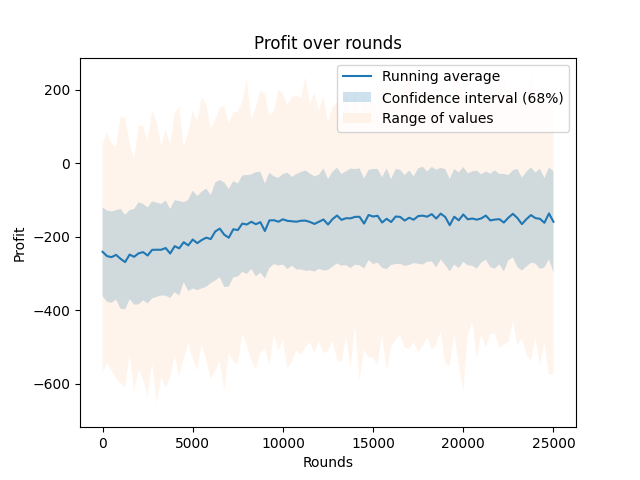 Profit over rounds
Running average
Confidence interval (68%)
Range of values
200
0
−200
−400
−600
Profit
0 5000 10000 15000 20000 25000
Rounds